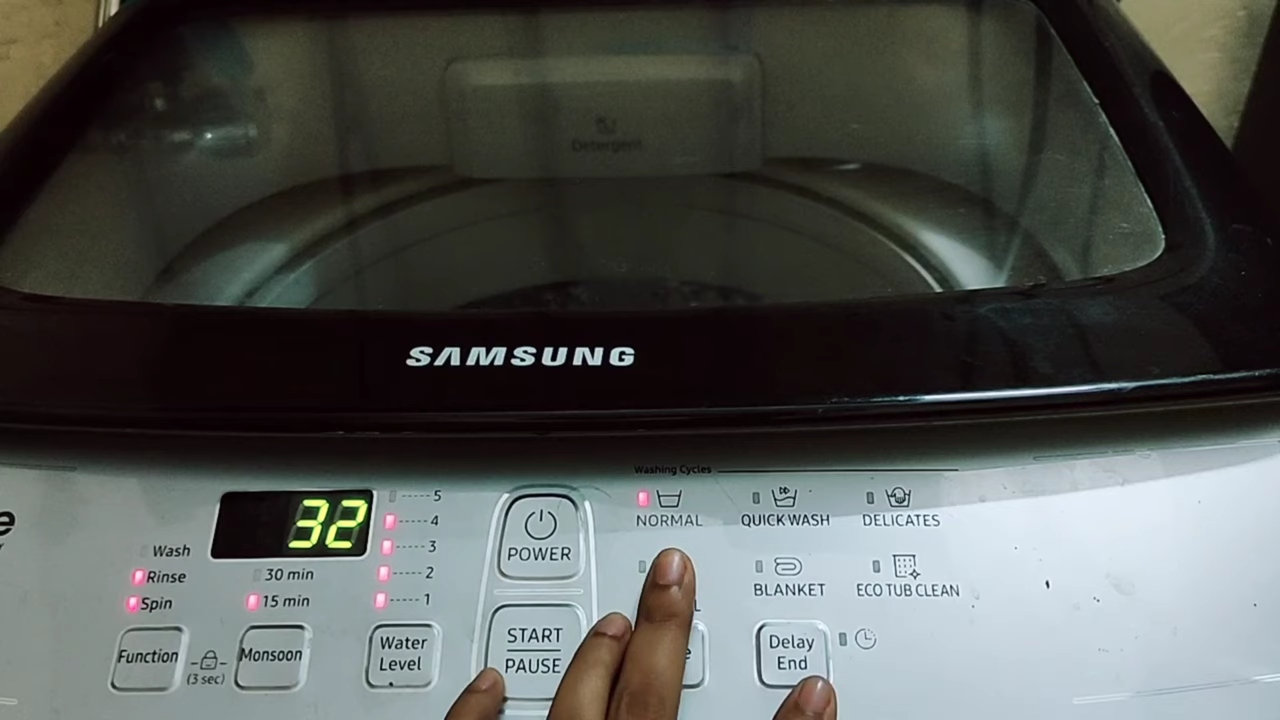 Detergent
SAMSUNG
Washing Cycles
32
5
4
3
2
1
Wash
Rinse
Spin
30 min
15 min
POWER
NORMAL
QUICK WASH
DELICATES
BLANKET
ECO TUB CLEAN
Function
(3 sec)
Monsoon
Water
Level
START
PAUSE
Delay
End